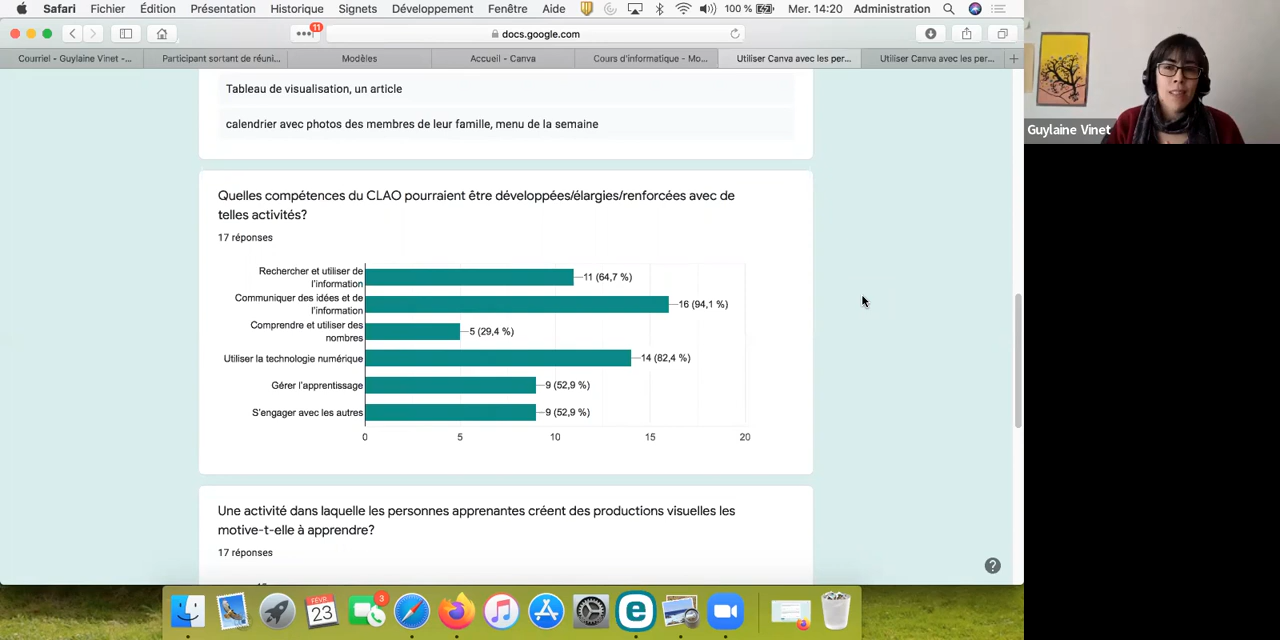 Safari Fichier Édition Présentation Historique Signets Développement Fenêtre Aide 100 % Mer. 14:20 Administration
11
docs.google.com
Courriel - Guylaine Vinet -... Participant sortant de réuni... Modèles Accueil - Canva Cours d'informatique - Mo... Utiliser Canva avec les per... Utiliser Canva avec les per...
Guylaine Vinet
Tableau de visualisation, un article
calendrier avec photos des membres de leur famille, menu de la semaine
Quelles compétences du CLAO pourraient être développées/élargies/renforcées avec de
telles activités?
17 réponses
Rechercher et utiliser de
l'information
11 (64,7 %)
Communiquer des idées et de
l'information
16 (94,1 %)
Comprendre et utiliser des
nombres
5 (29,4 %)
Utiliser la technologie numérique
14 (82,4 %)
Gérer l'apprentissage
9 (52,9 %)
S'engager avec les autres
9 (52,9 %)
0 5 10 15 20
Une activité dans laquelle les personnes apprenantes créent des productions visuelles les
motive-t-elle à apprendre?
17 réponses
?
FÉVR.
23
3
e